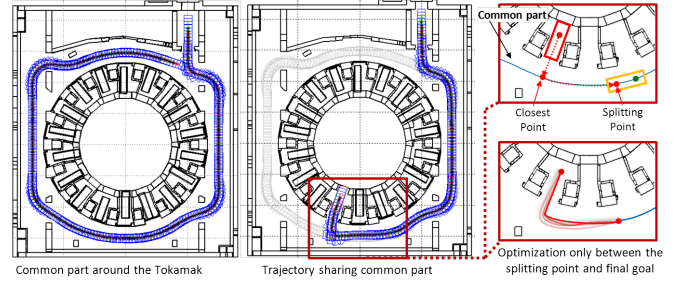 Common part
Closest
Point
Splitting
Point
Optimization only between the
splitting point and final goal
Common part around the Tokamak
Trajectory sharing common part